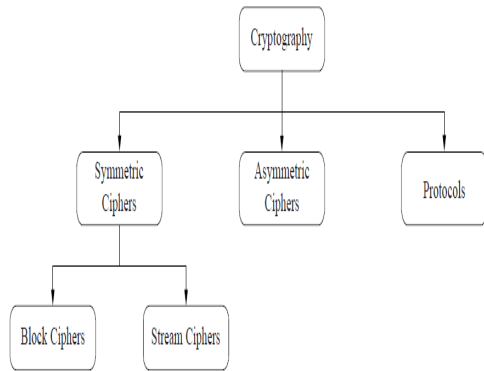 Cryptography
Symmetric
Ciphers
Asymmetric
Ciphers
Protocols
Block Ciphers
Stream Ciphers